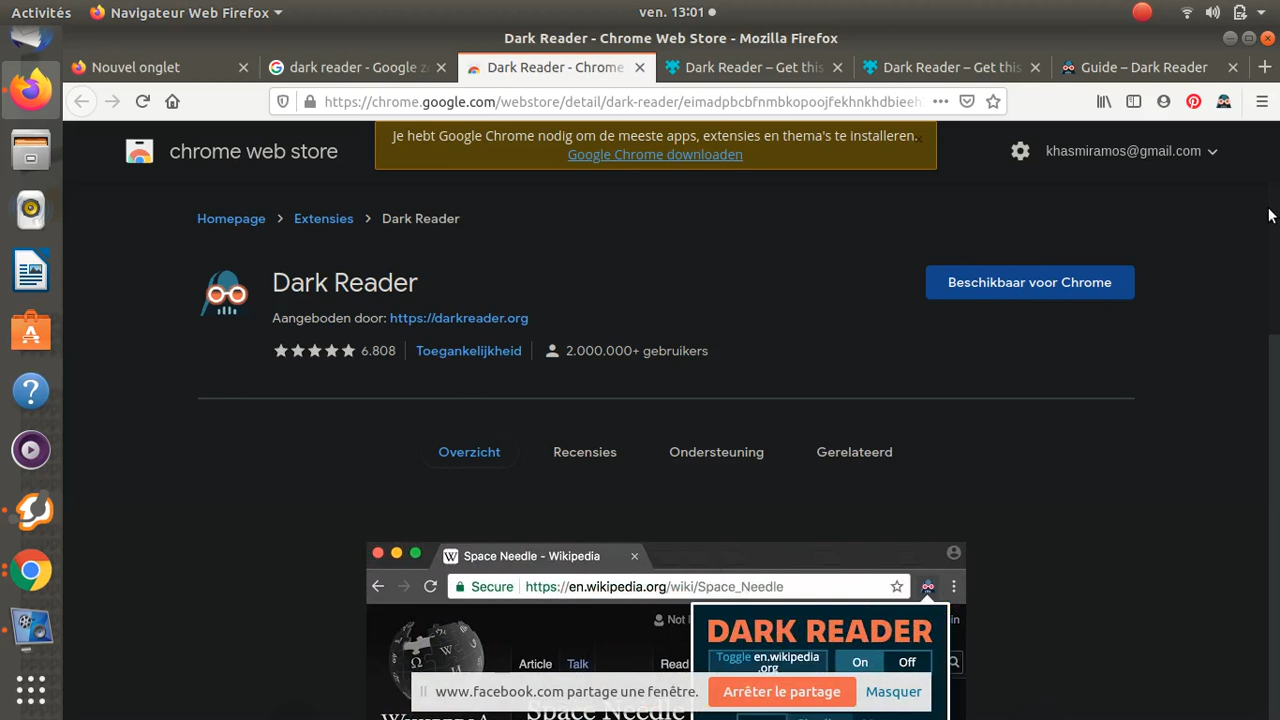 Activités
Navigateur Web Firefox
ven. 13:01
Dark Reader - Chrome Web Store - Mozilla Firefox
Nouvel onglet
dark reader - Google z
Dark Reader - Chrome
Dark Reader – Get this
Dark Reader – Get this
Guide – Dark Reader
https://chrome.google.com/webstore/detail/dark-reader/eimadpbcbfnmbkopoojfekhnkhdbieeh
Je hebt Google Chrome nodig om de meeste apps, extensies en thema's te installeren.
Google Chrome downloaden
chrome web store
khasmiramos@gmail.com
Homepage > Extensies > Dark Reader
Dark Reader
Beschikbaar voor Chrome
Aangeboden door: https://darkreader.org
6.808
Toegankelijkheid
2.000.000+ gebruikers
Overzicht
Recensies
Ondersteuning
Gerelateerd
Space Needle - Wikipedia
Secure
https://en.wikipedia.org/wiki/Space_Needle
DARK READER
Toggle en.wikipedia
.org
On
Off
Article
Talk
Read
www.facebook.com partage une fenêtre.
Arrêter le partage
Masquer
Space Needle